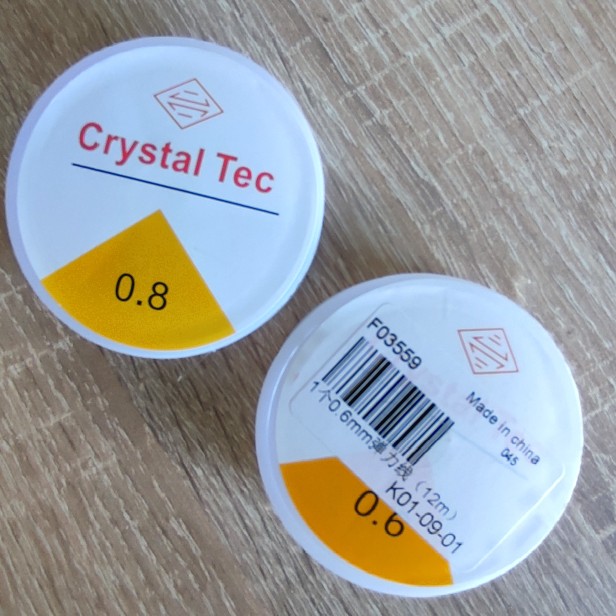 Crystal Tec
0.8
F03559
Made in china
045
1个0.6mm弹力线（12m）
K01-09-01
0.6